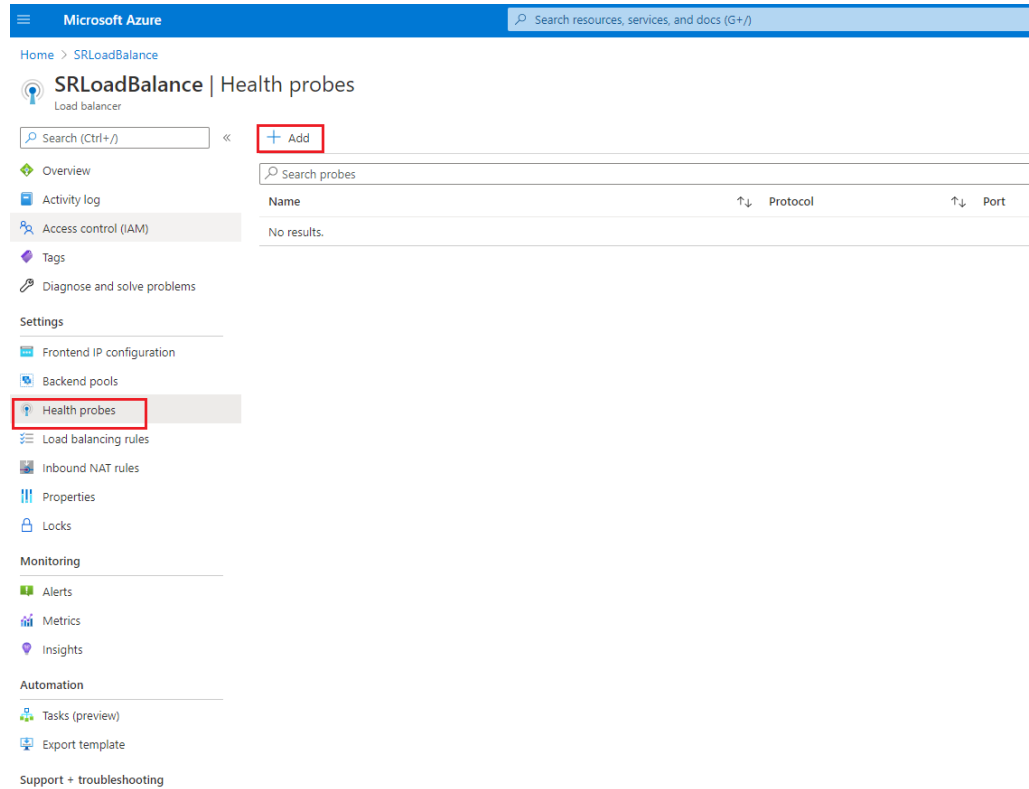 Microsoft Azure
Search resources, services, and docs (G+/)
Home > SRLoadBalance
SRLoadBalance | Health probes
Load balancer
Search (Ctrl+/)
«
+ Add
Overview
Search probes
Activity log
Name ↑↓ Protocol ↑↓ Port
Access control (IAM)
No results.
Tags
Diagnose and solve problems
Settings
Frontend IP configuration
Backend pools
Health probes
Load balancing rules
Inbound NAT rules
Properties
Locks
Monitoring
Alerts
Metrics
Insights
Automation
Tasks (preview)
Export template
Support + troubleshooting